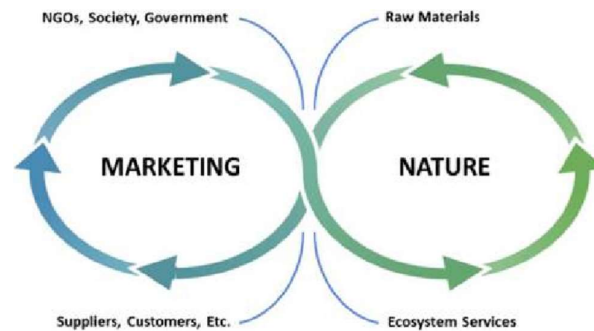 NGOs, Society, Government
Raw Materials
MARKETING
NATURE
Suppliers, Customers, Etc.
Ecosystem Services